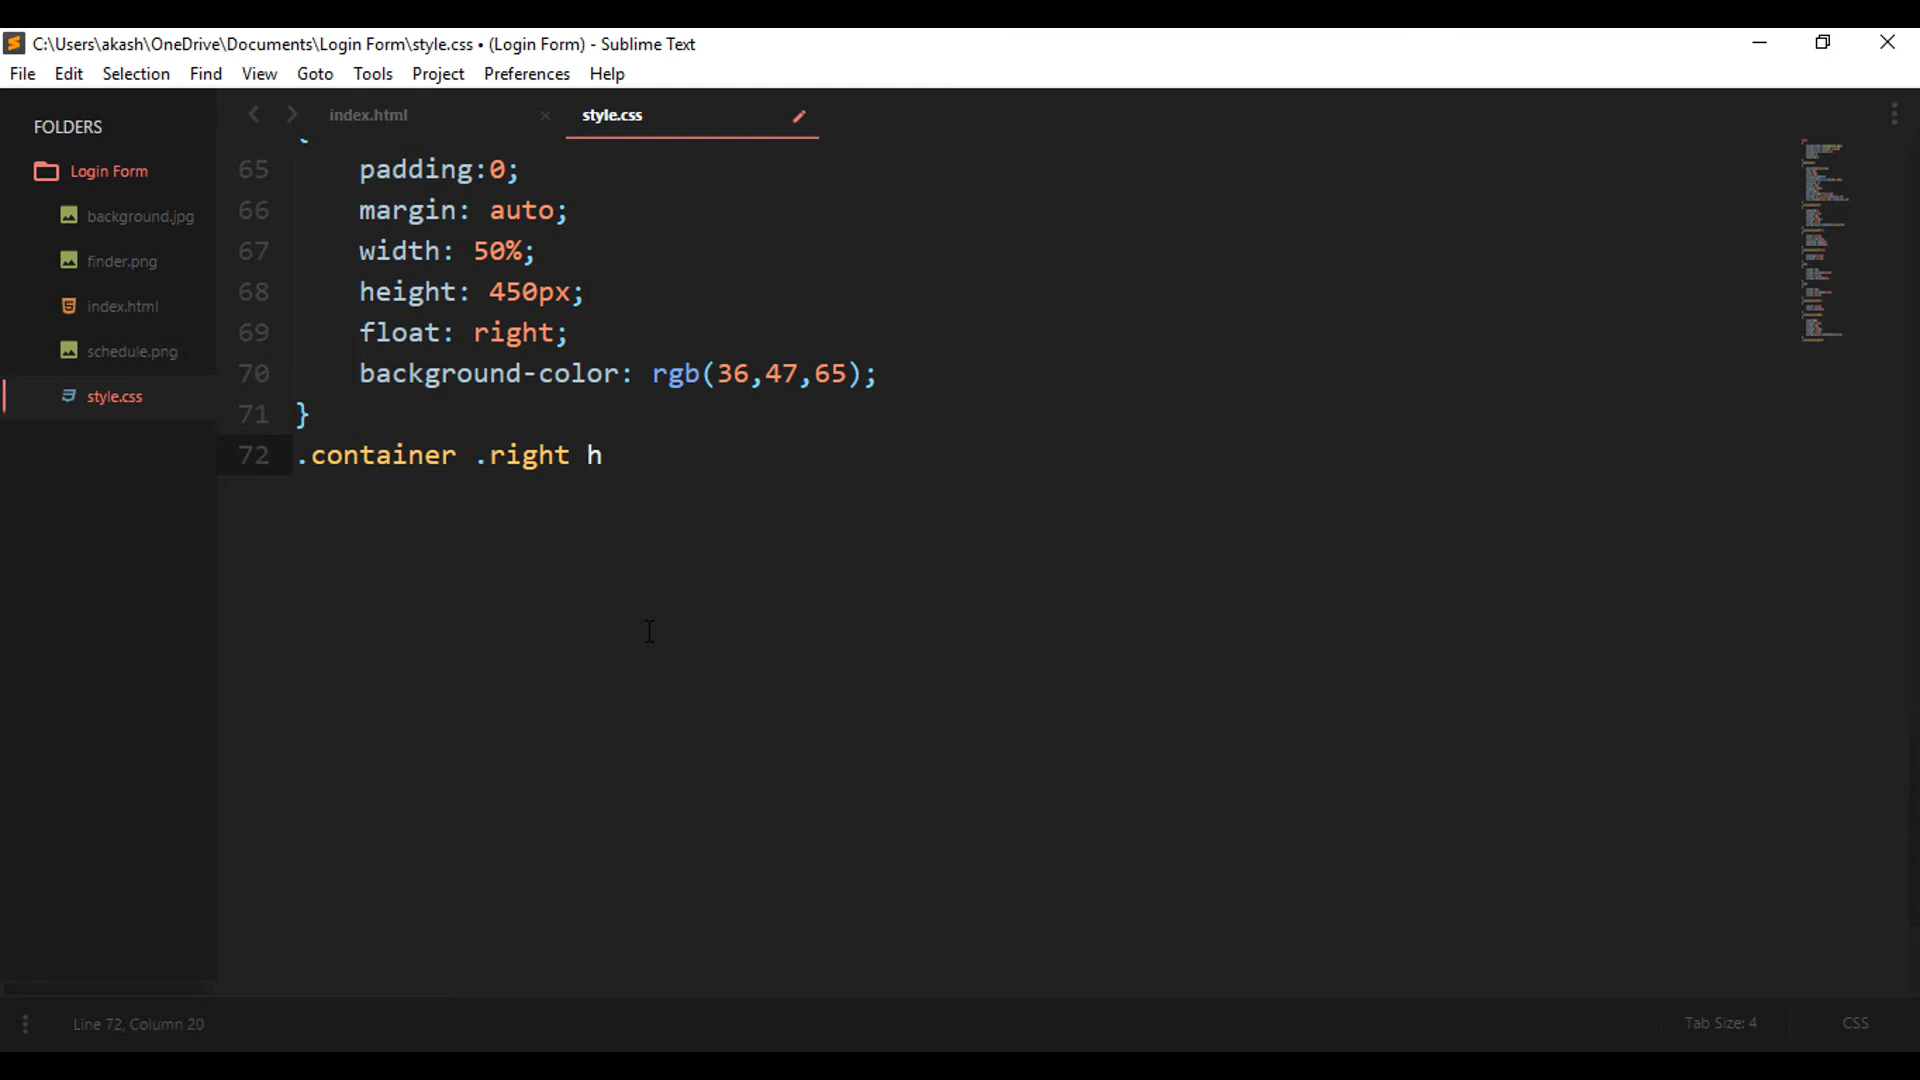 C:\Users\akash\OneDrive\Documents\Login Form\style.css • (Login Form) - Sublime Text
File Edit Selection Find View Goto Tools Project Preferences Help
FOLDERS
Login Form
background.jpg
finder.png
index.html
schedule.png
style.css
index.html
style.css
{
65 padding:0;
66 margin: auto;
67 width: 50%;
68 height: 450px;
69 float: right;
70 background-color: rgb(36,47,65);
71 }
72 .container .right h
Line 72, Column 20
Tab Size: 4
CSS